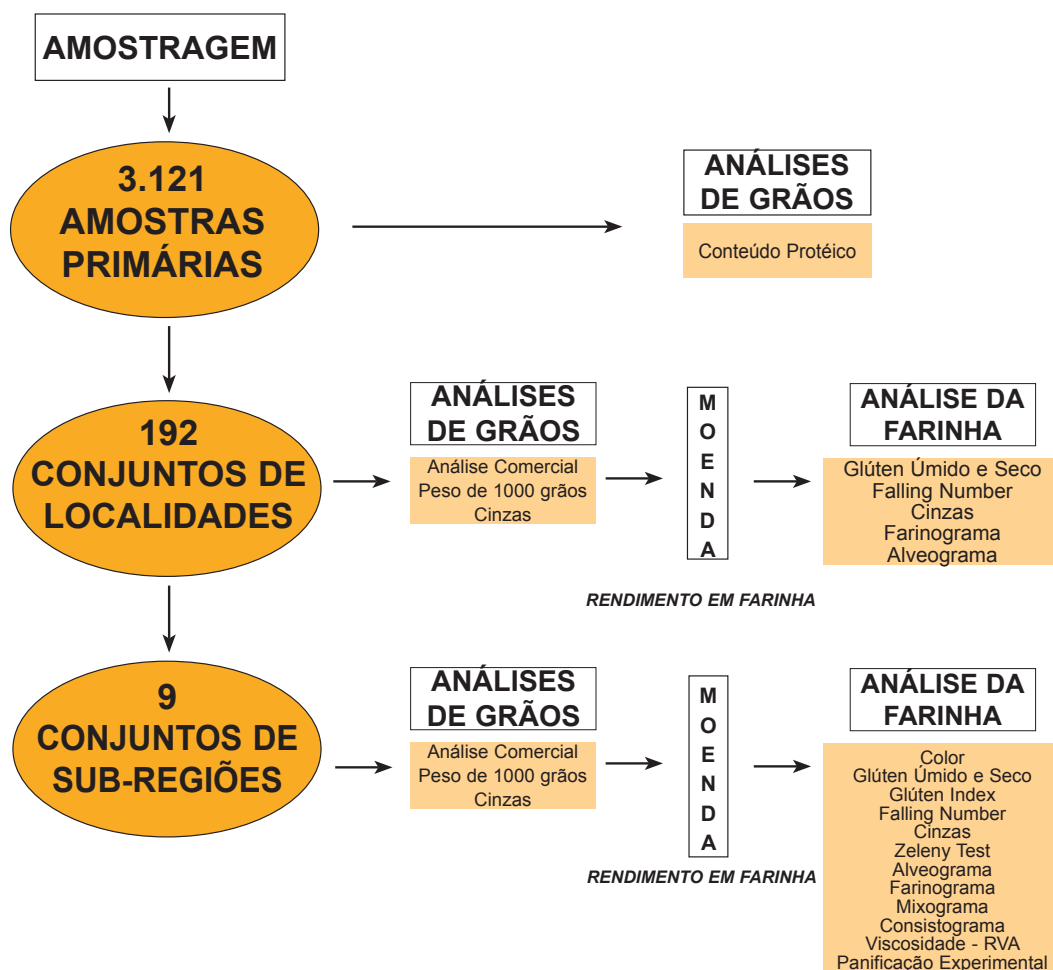 AMOSTRAGEM
3.121
AMOSTRAS
PRIMÁRIAS
ANÁLISES
DE GRÃOS
Conteúdo Protéico
192
CONJUNTOS DE
LOCALIDADES
ANÁLISES
DE GRÃOS
Análise Comercial
Peso de 1000 grãos
Cinzas
M
O
E
N
D
A
RENDIMENTO EM FARINHA
ANÁLISE DA
FARINHA
Glúten Úmido e Seco
Falling Number
Cinzas
Farinograma
Alveograma
9
CONJUNTOS DE
SUB-REGIÕES
ANÁLISES
DE GRÃOS
Análise Comercial
Peso de 1000 grãos
Cinzas
M
O
E
N
D
A
RENDIMENTO EM FARINHA
ANÁLISE DA
FARINHA
Color
Glúten Úmido e Seco
Glúten Index
Falling Number
Cinzas
Zeleny Test
Alveograma
Farinograma
Mixograma
Consistograma
Viscosidade - RVA
Panificação Experimental